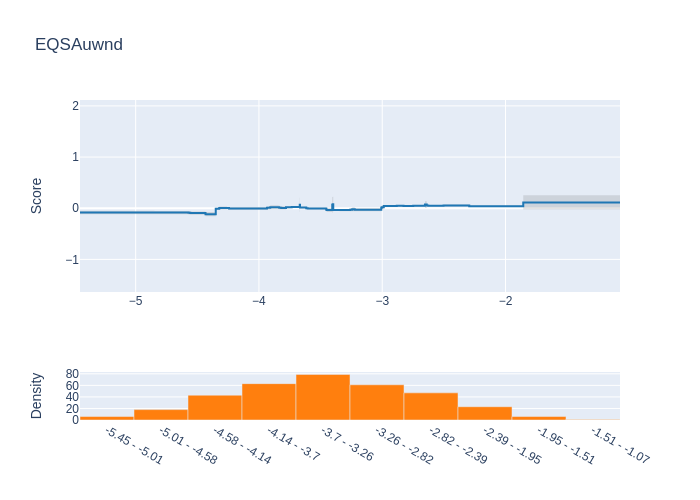 EQSAuwnd
Score
2
1
0
−1
−5
−4
−3
−2
Density
80
60
40
20
0
-5.45 - -5.01
-5.01 - -4.58
-4.58 - -4.14
-4.14 - -3.7
-3.7 - -3.26
-3.26 - -2.82
-2.82 - -2.39
-2.39 - -1.95
-1.95 - -1.51
-1.51 - -1.07